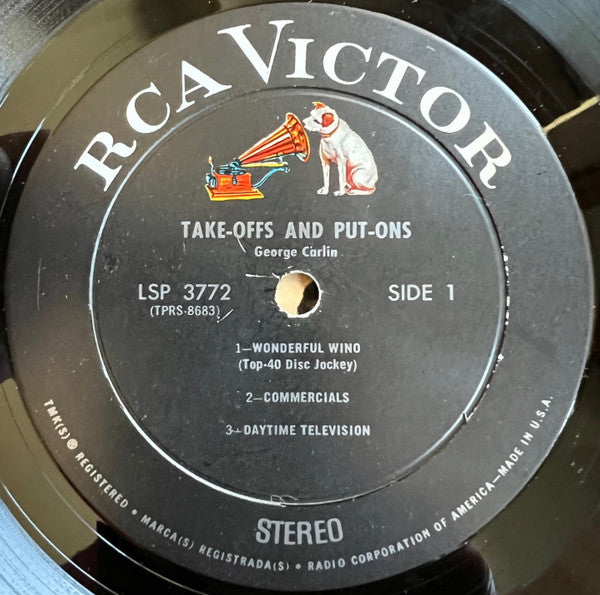 RCA VICTOR
TAKE-OFFS AND PUT-ONS
George Carlin
LSP 3772
(TPRS-8683)
SIDE 1
1—WONDERFUL WINO
(Top-40 Disc Jockey)
2—COMMERCIALS
3—DAYTIME TELEVISION
STEREO
TMK(S) ® REGISTERED • MARCA(S) REGISTRADA(S) • RADIO CORPORATION OF AMERICA—MADE IN U.S.A.